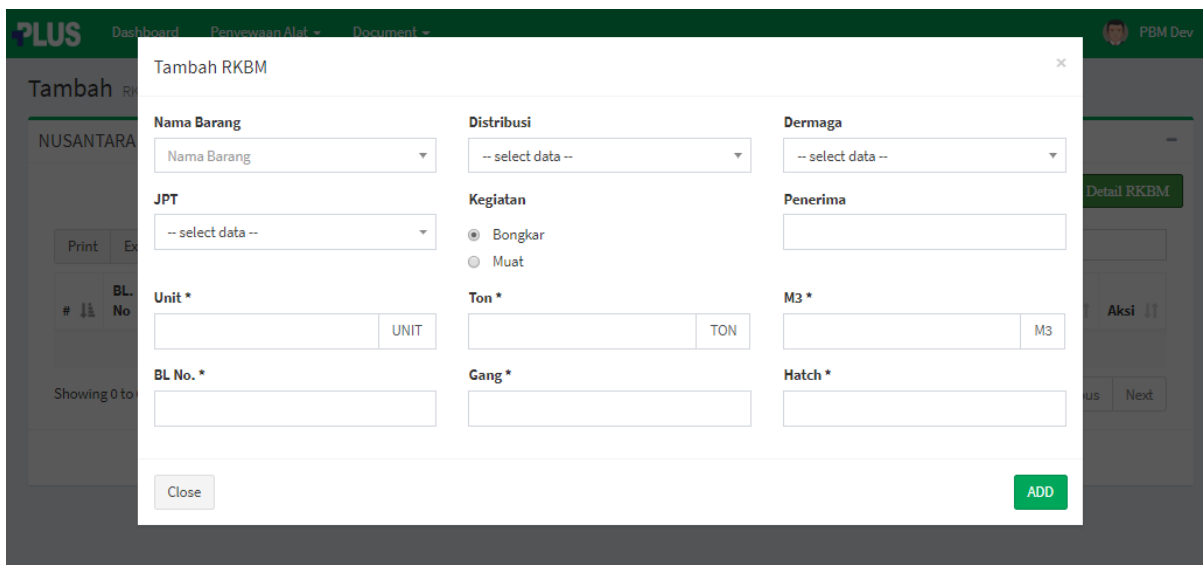 PLUS Dashboard Penyewaan Alat Document PBM Dev
Tambah RKBM ×
Tambah
NUSANTARA
Nama Barang Distribusi Dermaga
Nama Barang -- select data -- -- select data --
Detail RKBM
JPT Kegiatan Penerima
-- select data -- Bongkar
Print
Muat
# BL. No Aksi
Unit * Ton * M3 *
UNIT TON M3
BL No. * Gang * Hatch *
Showing 0 to Next
Close ADD